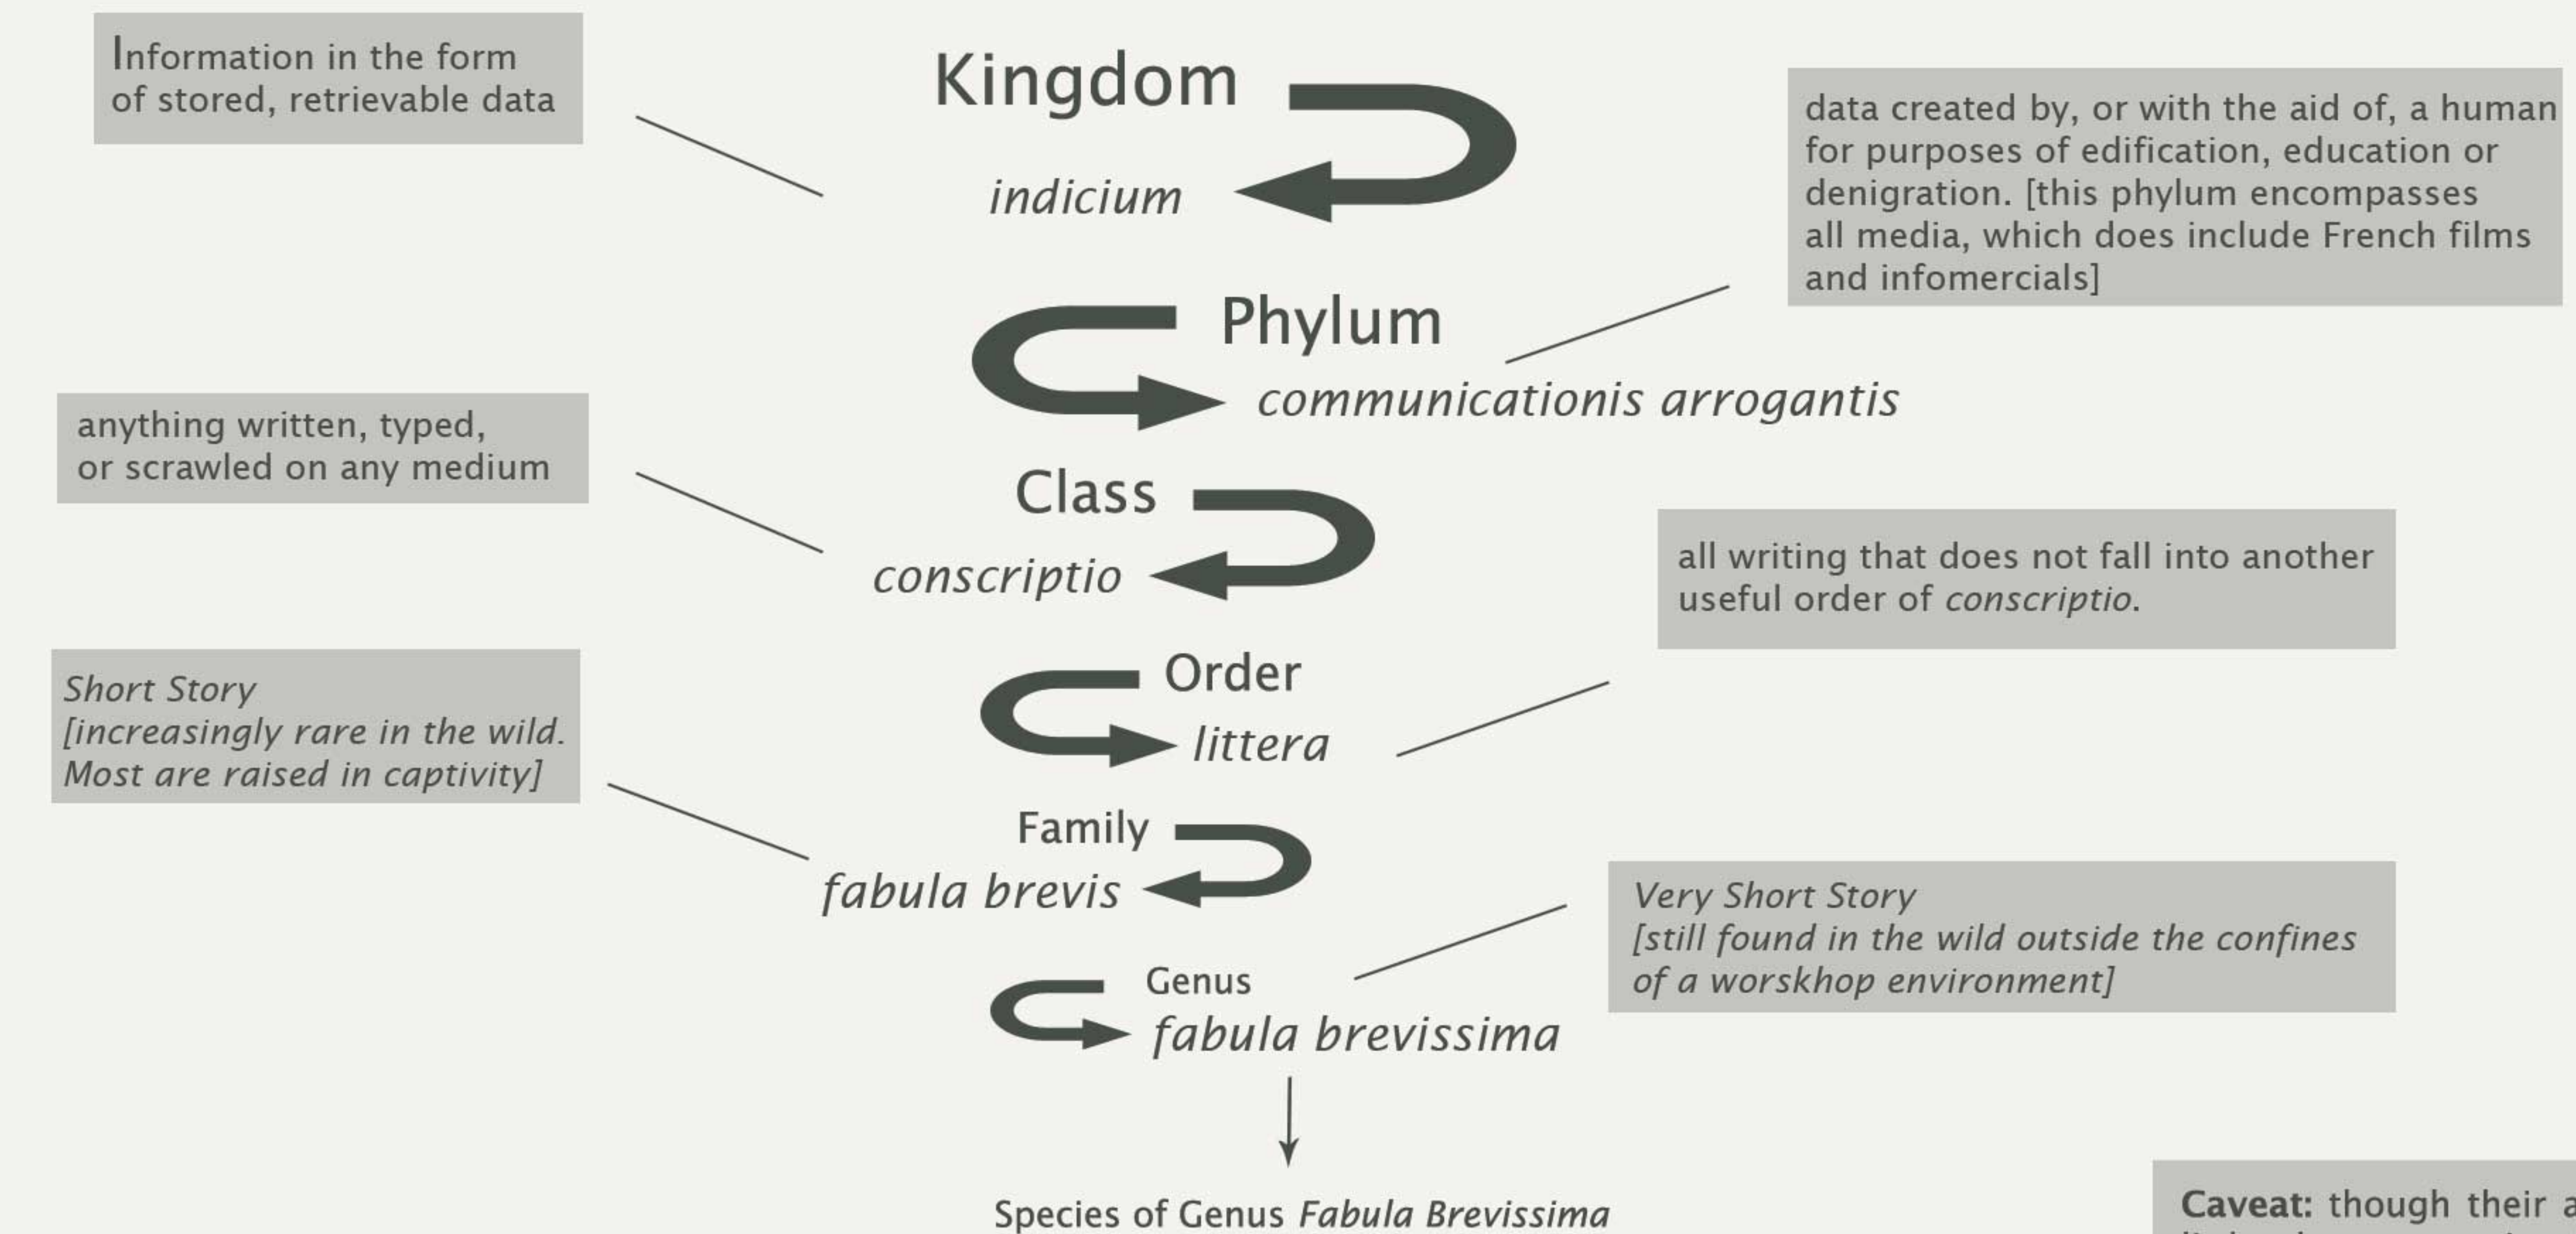 Information in the form
of stored, retrievable data
Kingdom
indicium
data created by, or with the aid of, a human
for purposes of edification, education or
denigration. [this phylum encompasses
all media, which does include French films
and infomercials]
Phylum
communicationis arrogantis
anything written, typed,
or scrawled on any medium
Class
conscriptio
all writing that does not fall into another
useful order of conscriptio.
Order
littera
Short Story
[increasingly rare in the wild.
Most are raised in captivity]
Family
fabula brevis
Very Short Story
[still found in the wild outside the confines
of a worskhop environment]
Genus
fabula brevissima
Species of Genus Fabula Brevissima
Caveat: though their